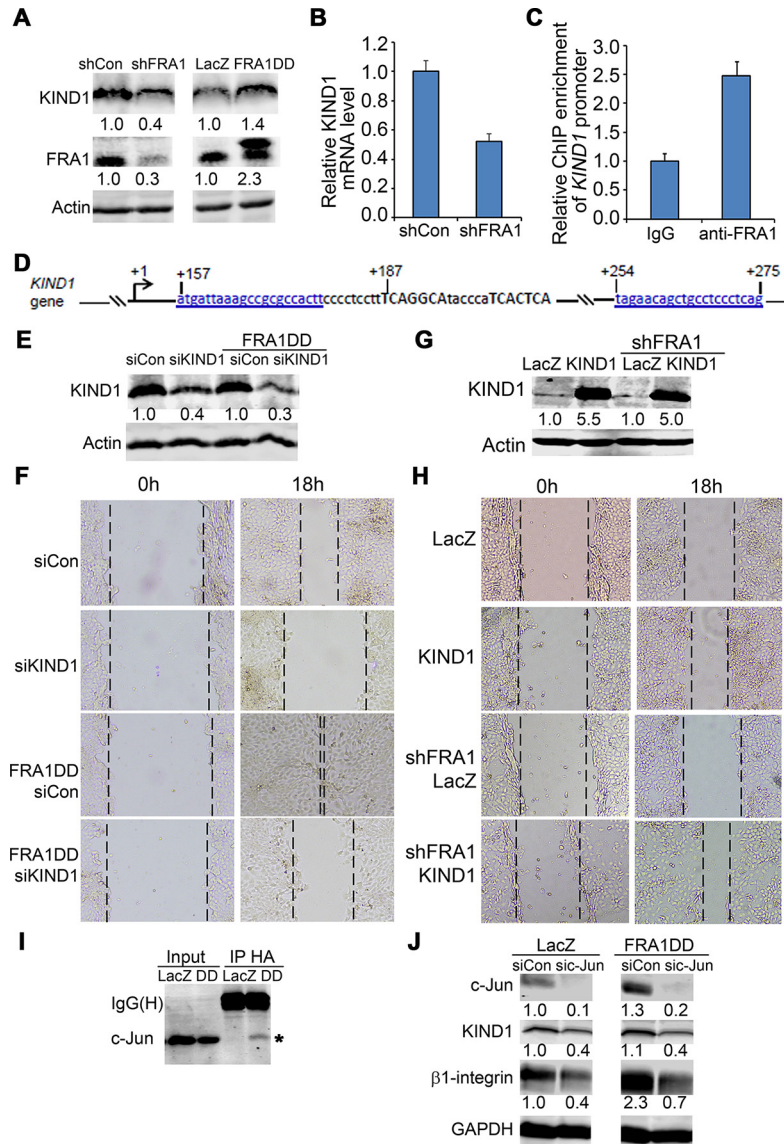 A
shCon shFRA1 LacZ FRA1DD
KIND1
1.0 0.4 1.0 1.4
FRA1
1.0 0.3 1.0 2.3
Actin
B
Relative KIND1
mRNA level
1.2
1.0
0.8
0.6
0.4
0.2
0.0
shCon shFRA1
C
Relative ChIP enrichment
of KIND1 promoter
3.0
2.5
2.0
1.5
1.0
0.5
0.0
IgG anti-FRA1
D
KIND1
gene
+1 +157 +187 +254 +275
atgattaaagccgcgccacttcccctccttTCAGGCAtacccaTCACTCA tagaacagctgcctccctcag
E
FRA1DD
siCon siKIND1 siCon siKIND1
KIND1
1.0 0.4 1.0 0.3
Actin
G
shFRA1
LacZ KIND1 LacZ KIND1
KIND1
1.0 5.5 1.0 5.0
Actin
F
0h 18h
siCon
siKIND1
FRA1DD
siCon
FRA1DD
siKIND1
H
0h 18h
LacZ
KIND1
shFRA1
LacZ
shFRA1
KIND1
I
Input IP HA
LacZ DD LacZ DD
IgG(H)
c-Jun *
J
LacZ FRA1DD
siCon sic-Jun siCon sic-Jun
c-Jun
1.0 0.1 1.3 0.2
KIND1
1.0 0.4 1.1 0.4
β1-integrin
1.0 0.4 2.3 0.7
GAPDH